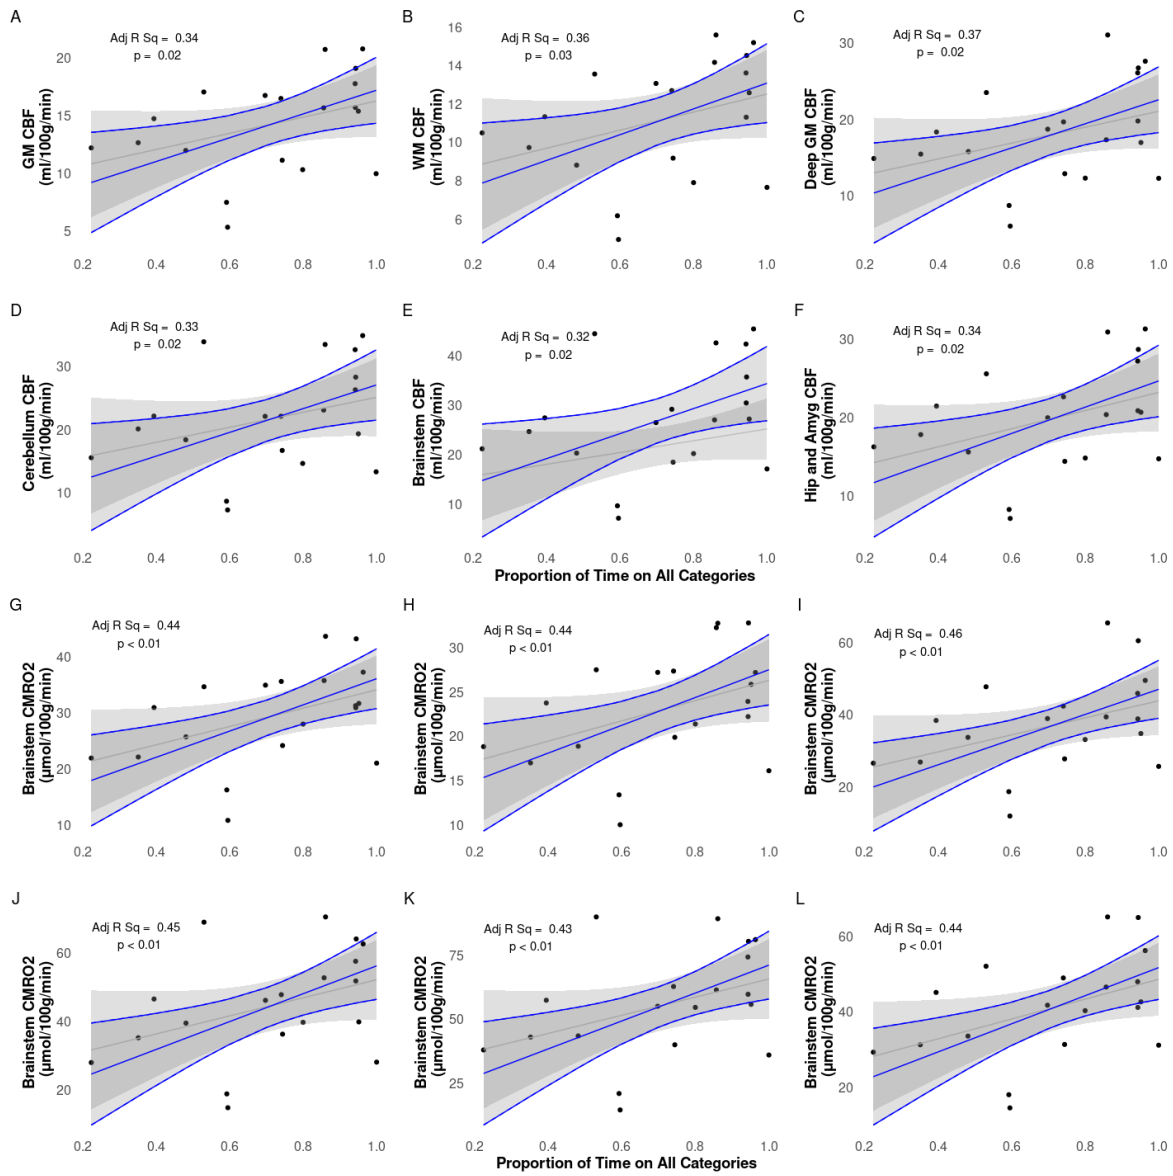 A
Adj R Sq = 0.34
p = 0.02
GM CBF
(ml/100g/min)
20
15
10
5
0.2 0.4 0.6 0.8 1.0
B
Adj R Sq = 0.36
p = 0.03
WM CBF
(ml/100g/min)
16
14
12
10
8
6
0.2 0.4 0.6 0.8 1.0
C
Adj R Sq = 0.37
p = 0.02
Deep GM CBF
(ml/100g/min)
30
20
10
0.2 0.4 0.6 0.8 1.0
D
Adj R Sq = 0.33
p = 0.02
Cerebellum CBF
(ml/100g/min)
30
20
10
0.2 0.4 0.6 0.8 1.0
E
Adj R Sq = 0.32
p = 0.02
Brainstem CBF
(ml/100g/min)
40
30
20
10
0.2 0.4 0.6 0.8 1.0
F
Adj R Sq = 0.34
p = 0.02
Hip and Amyg CBF
(ml/100g/min)
30
20
10
0.2 0.4 0.6 0.8 1.0
Proportion of Time on All Categories
G
Adj R Sq = 0.44
p < 0.01
Brainstem CMRO2
(μmol/100g/min)
40
30
20
10
0.2 0.4 0.6 0.8 1.0
H
Adj R Sq = 0.44
p < 0.01
Brainstem CMRO2
(μmol/100g/min)
30
25
20
15
10
0.2 0.4 0.6 0.8 1.0
I
Adj R Sq = 0.46
p < 0.01
Brainstem CMRO2
(μmol/100g/min)
60
40
20
0.2 0.4 0.6 0.8 1.0
J
Adj R Sq = 0.45
p < 0.01
Brainstem CMRO2
(μmol/100g/min)
60
40
20
0.2 0.4 0.6 0.8 1.0
K
Adj R Sq = 0.43
p < 0.01
Brainstem CMRO2
(μmol/100g/min)
75
50
25
0.2 0.4 0.6 0.8 1.0
L
Adj R Sq = 0.44
p < 0.01
Brainstem CMRO2
(μmol/100g/min)
60
40
20
0.2 0.4 0.6 0.8 1.0
Proportion of Time on All Categories